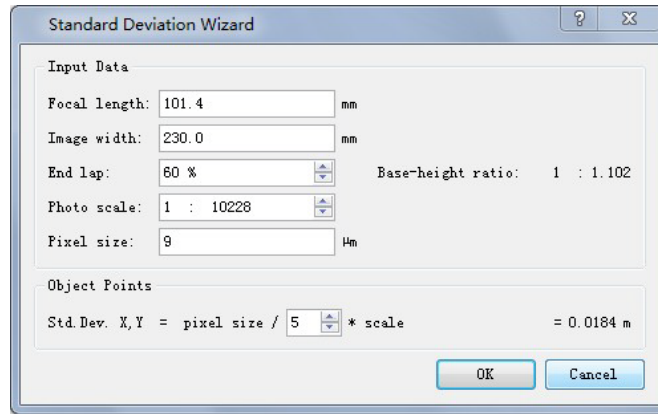 Standard Deviation Wizard
Input Data
Focal length: 101.4 mm
Image width: 230.0 mm
End lap: 60 % Base-height ratio: 1 : 1.102
Photo scale: 1 : 10228
Pixel size: 9 µm
Object Points
Std.Dev. X,Y = pixel size / 5 * scale = 0.0184 m
OK Cancel